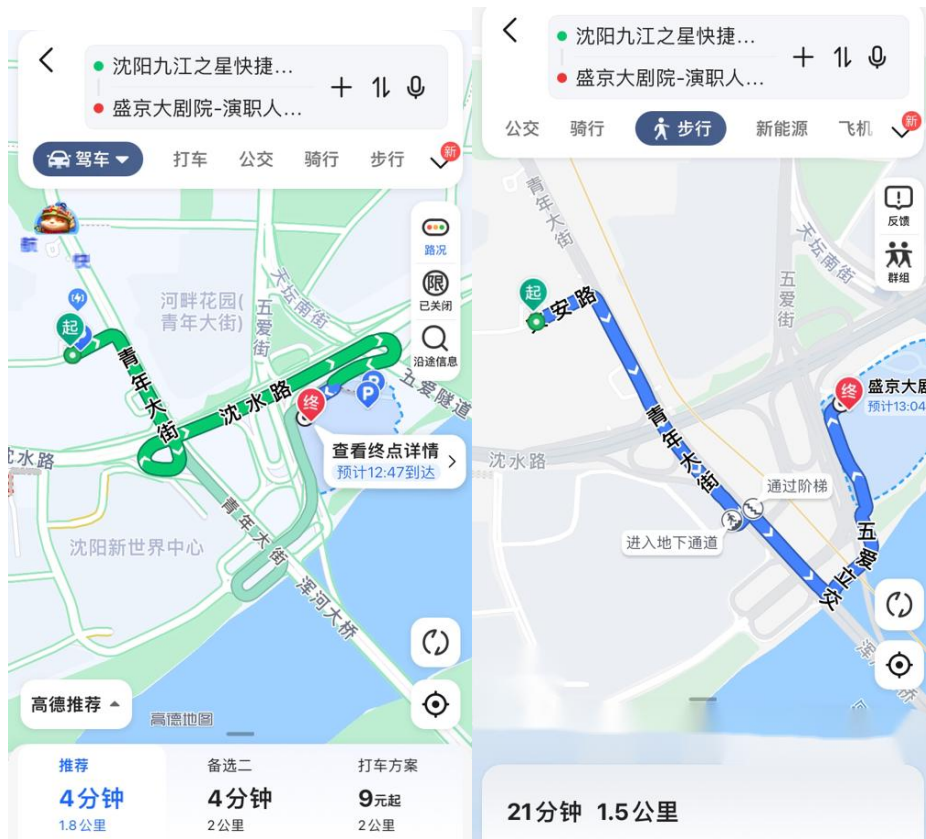 沈阳九江之星快捷...
盛京大剧院-演职人...
驾车
打车
公交
骑行
步行
新
路况
限
已关闭
沿途信息
河畔花园(
青年大街)
五爱街
天坛南街
起
青年大街
沈水路
P
五爱隧道
终
查看终点详情
预计12:47到达
水路
青年大街
沈阳新世界中心
浑河大桥
高德推荐
高德地图
推荐
4分钟
1.8公里
备选二
4分钟
2公里
打车方案
9元起
2公里
沈阳九江之星快捷...
盛京大剧院-演职人...
公交
骑行
步行
新能源
飞机
新
青年大街
反馈
群组
天坛南街
五爱街
起
安路
终
盛京大剧
预计13:04
青年大街
沈水路
通过阶梯
进入地下通道
五爱立交
21分钟 1.5公里